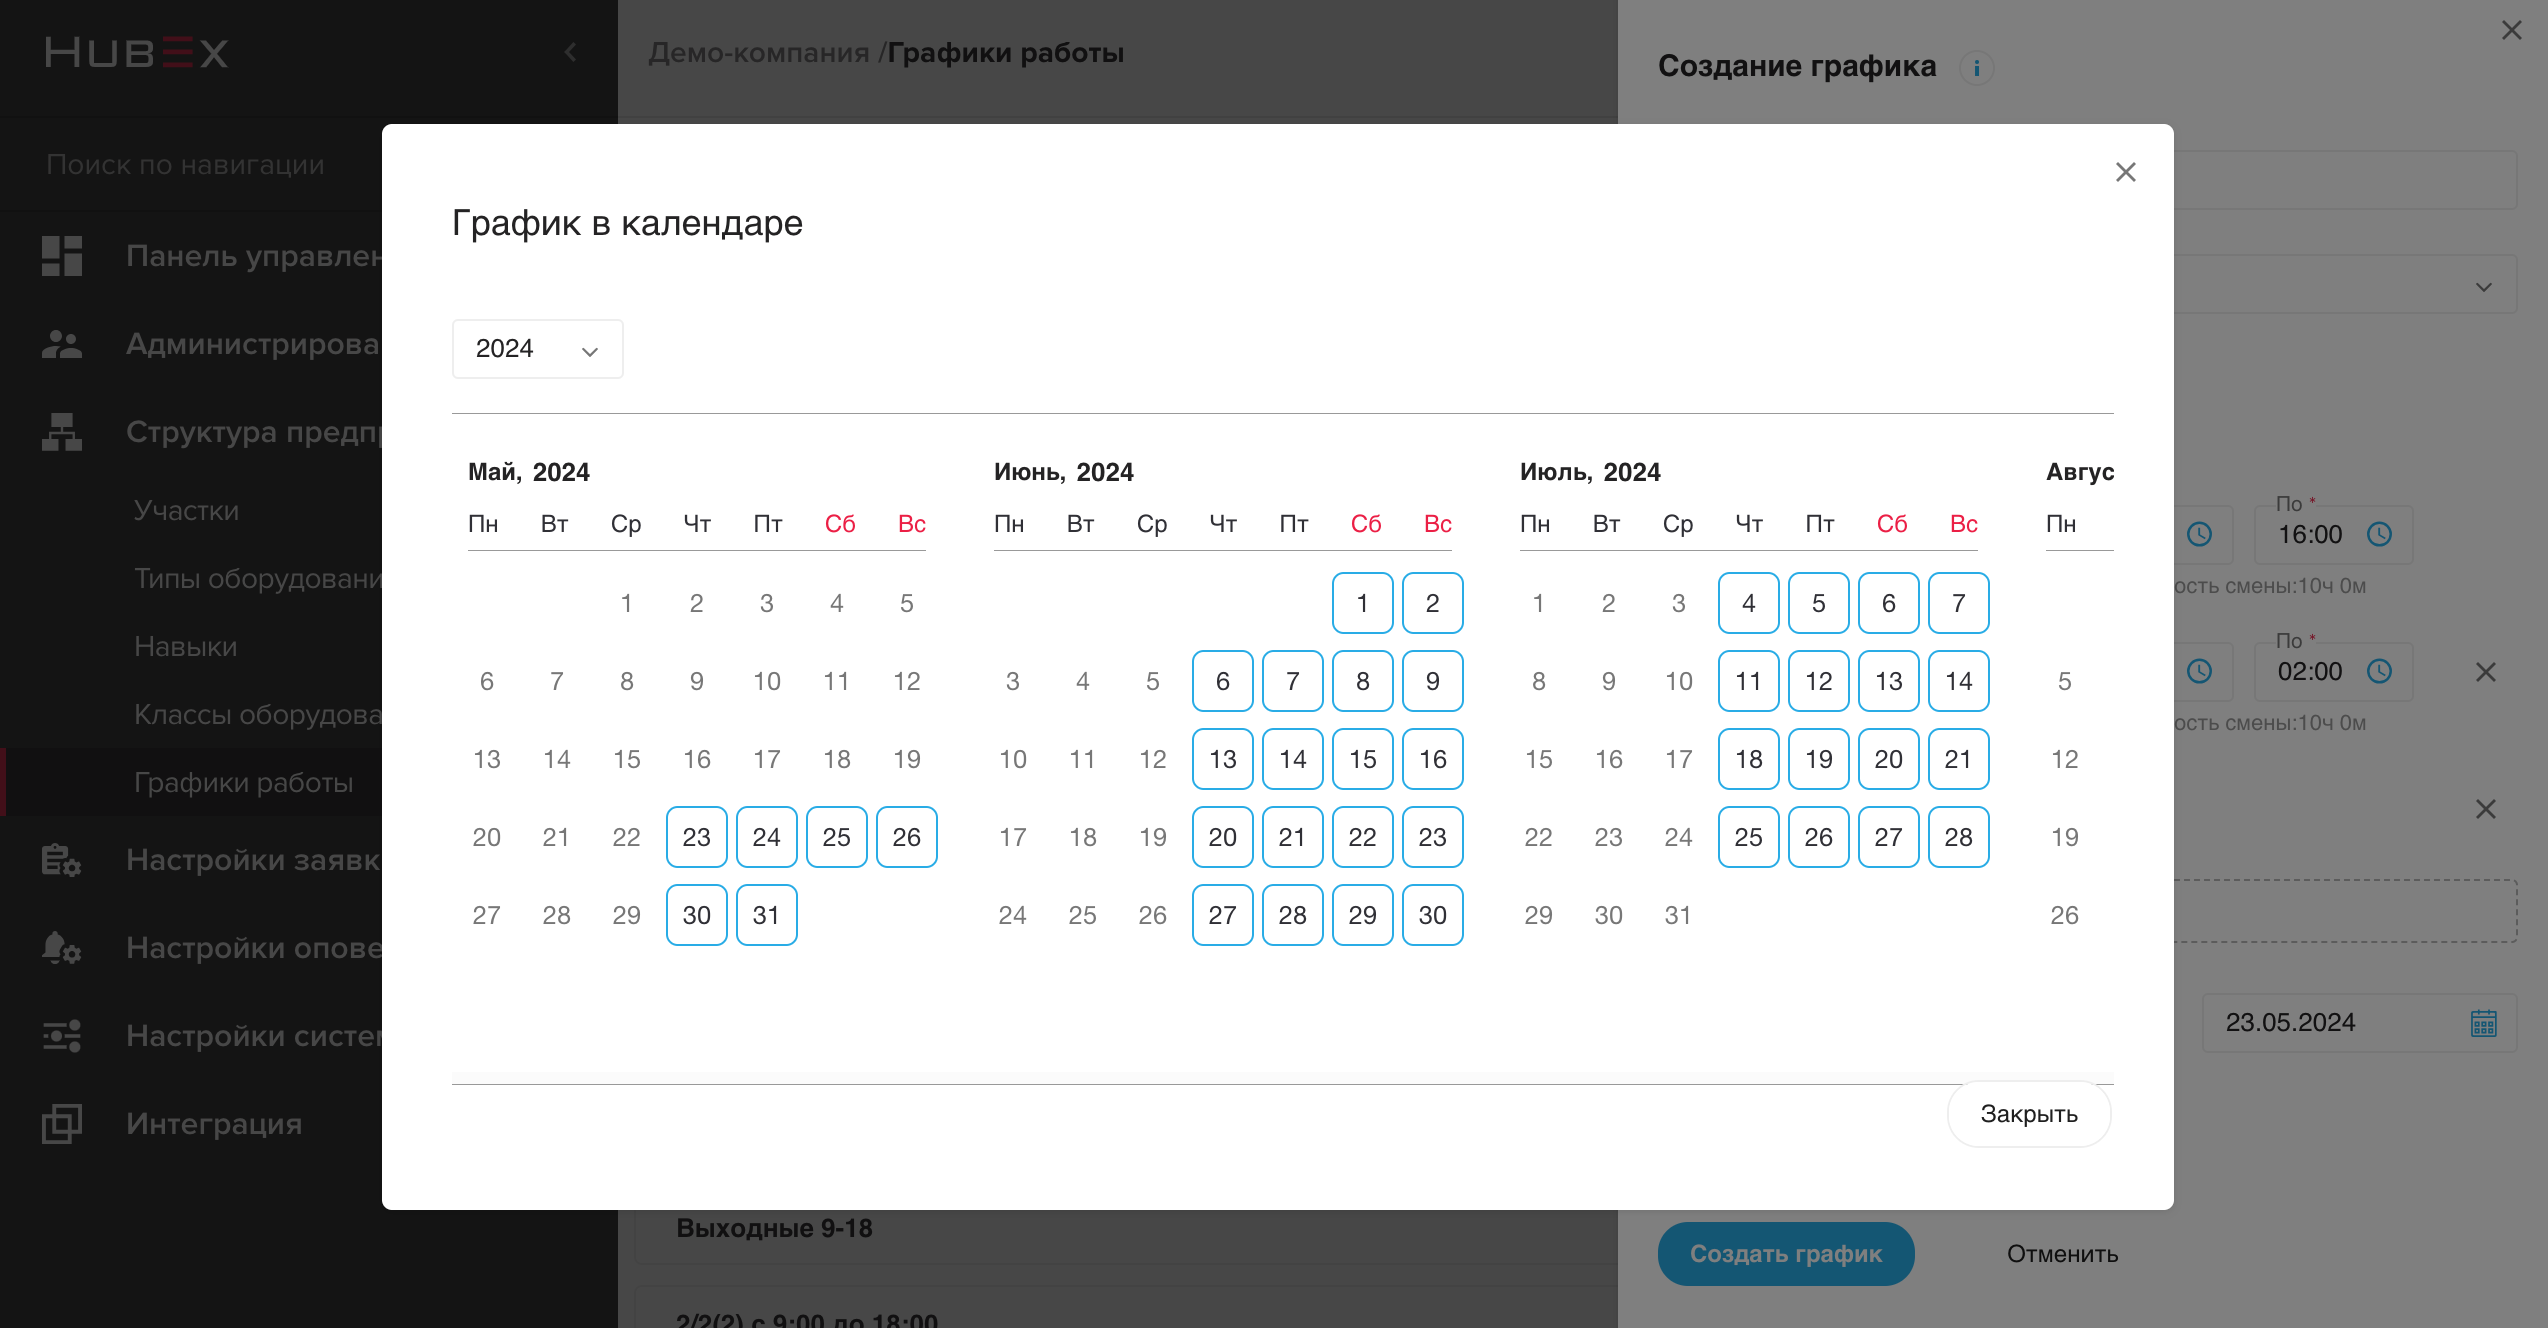 HUBEX
Демо-компания /Графики работы
Создание графика
i
Поиск по навигации
Панель управлен
Администрирова
Структура предпр
Участки
Типы оборудовани
Навыки
Классы оборудова
Графики работы
Настройки заявк
Настройки опове
Настройки систем
Интеграция
График в календаре
2024
Май, 2024
Пн Вт Ср Чт Пт Сб Вс
1 2 3 4 5
6 7 8 9 10 11 12
13 14 15 16 17 18 19
20 21 22 23 24 25 26
27 28 29 30 31
Июнь, 2024
Пн Вт Ср Чт Пт Сб Вс
1 2
3 4 5 6 7 8 9
10 11 12 13 14 15 16
17 18 19 20 21 22 23
24 25 26 27 28 29 30
Июль, 2024
Пн Вт Ср Чт Пт Сб Вс
1 2 3 4 5 6 7
8 9 10 11 12 13 14
15 16 17 18 19 20 21
22 23 24 25 26 27 28
29 30 31
Авгус
Пн
5
12
19
26
Закрыть
По *
16:00
ость смены:10ч 0м
По *
02:00
ость смены:10ч 0м
23.05.2024
Выходные 9-18
2/2(2) с 9:00 до 18:00
Создать график
Отменить